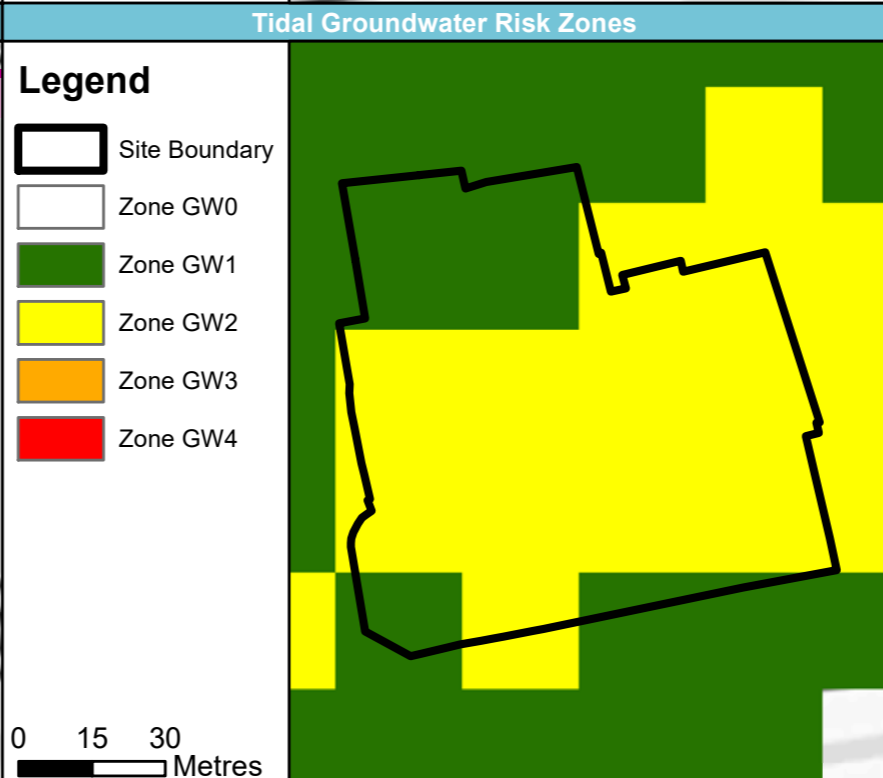 Tidal Groundwater Risk Zones
Legend
Site Boundary
Zone GW0
Zone GW1
Zone GW2
Zone GW3
Zone GW4
0 15 30
Metres